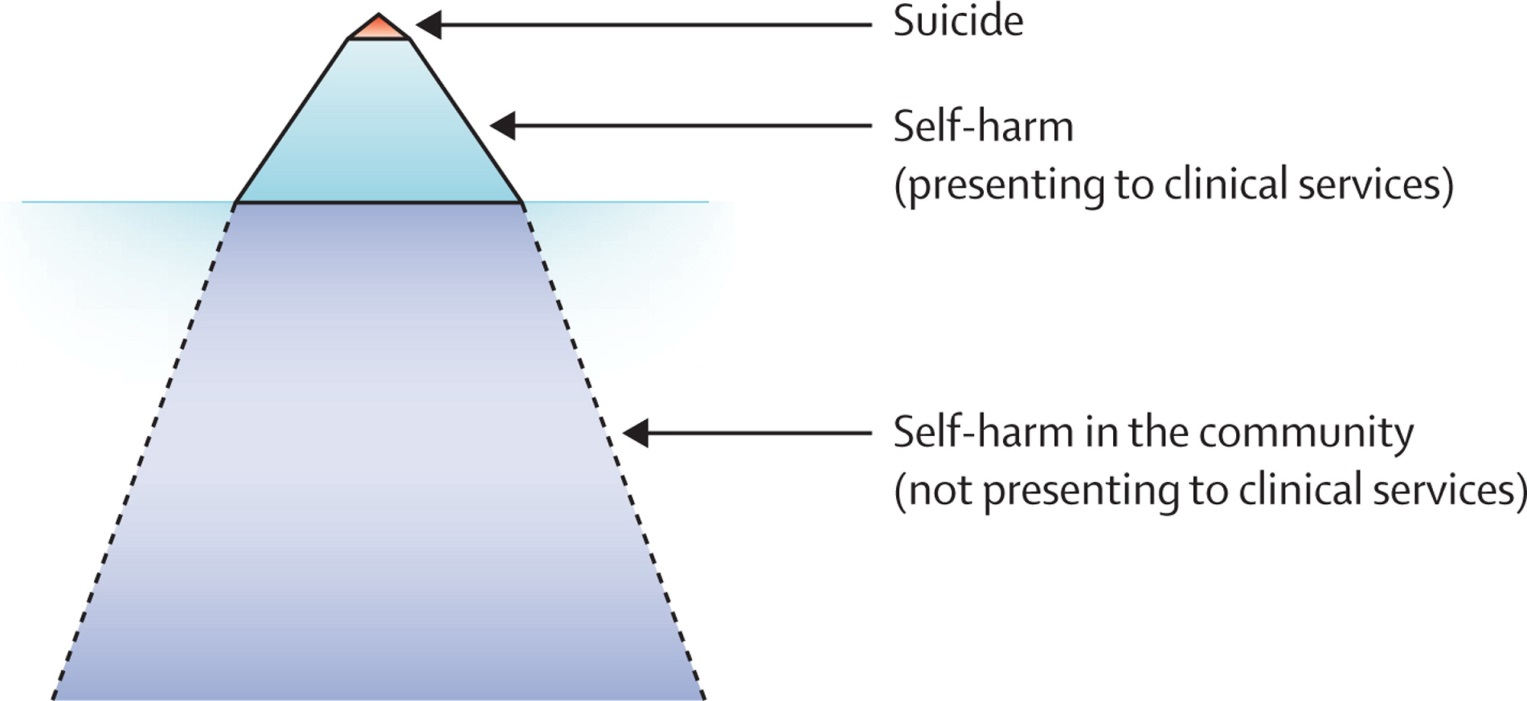 Suicide
Self-harm
(presenting to clinical services)
Self-harm in the community
(not presenting to clinical services)